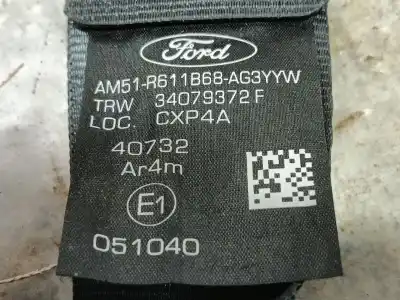 Ford
AM51-R611B68-AG3YYW
TRW 34079372 F
LOC. CXP4A
40732
Ar4m
E1
051040